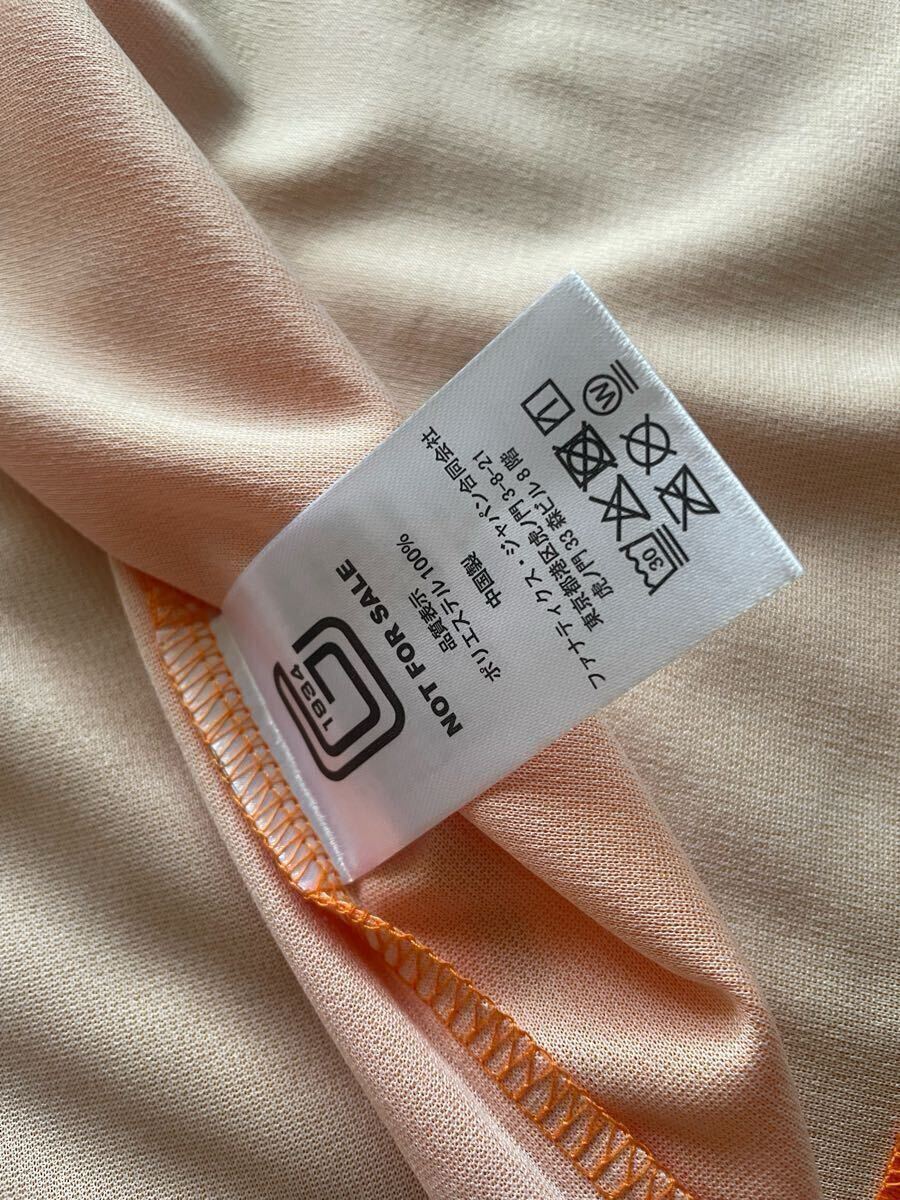 1934
NOT FOR SALE
品質表示
ポリエステル 100%
中国製
ファナティクス・ジャパン合同会社
東京都港区虎ノ門 3-8-21
虎ノ門 33 森ビル 8 階
30
W